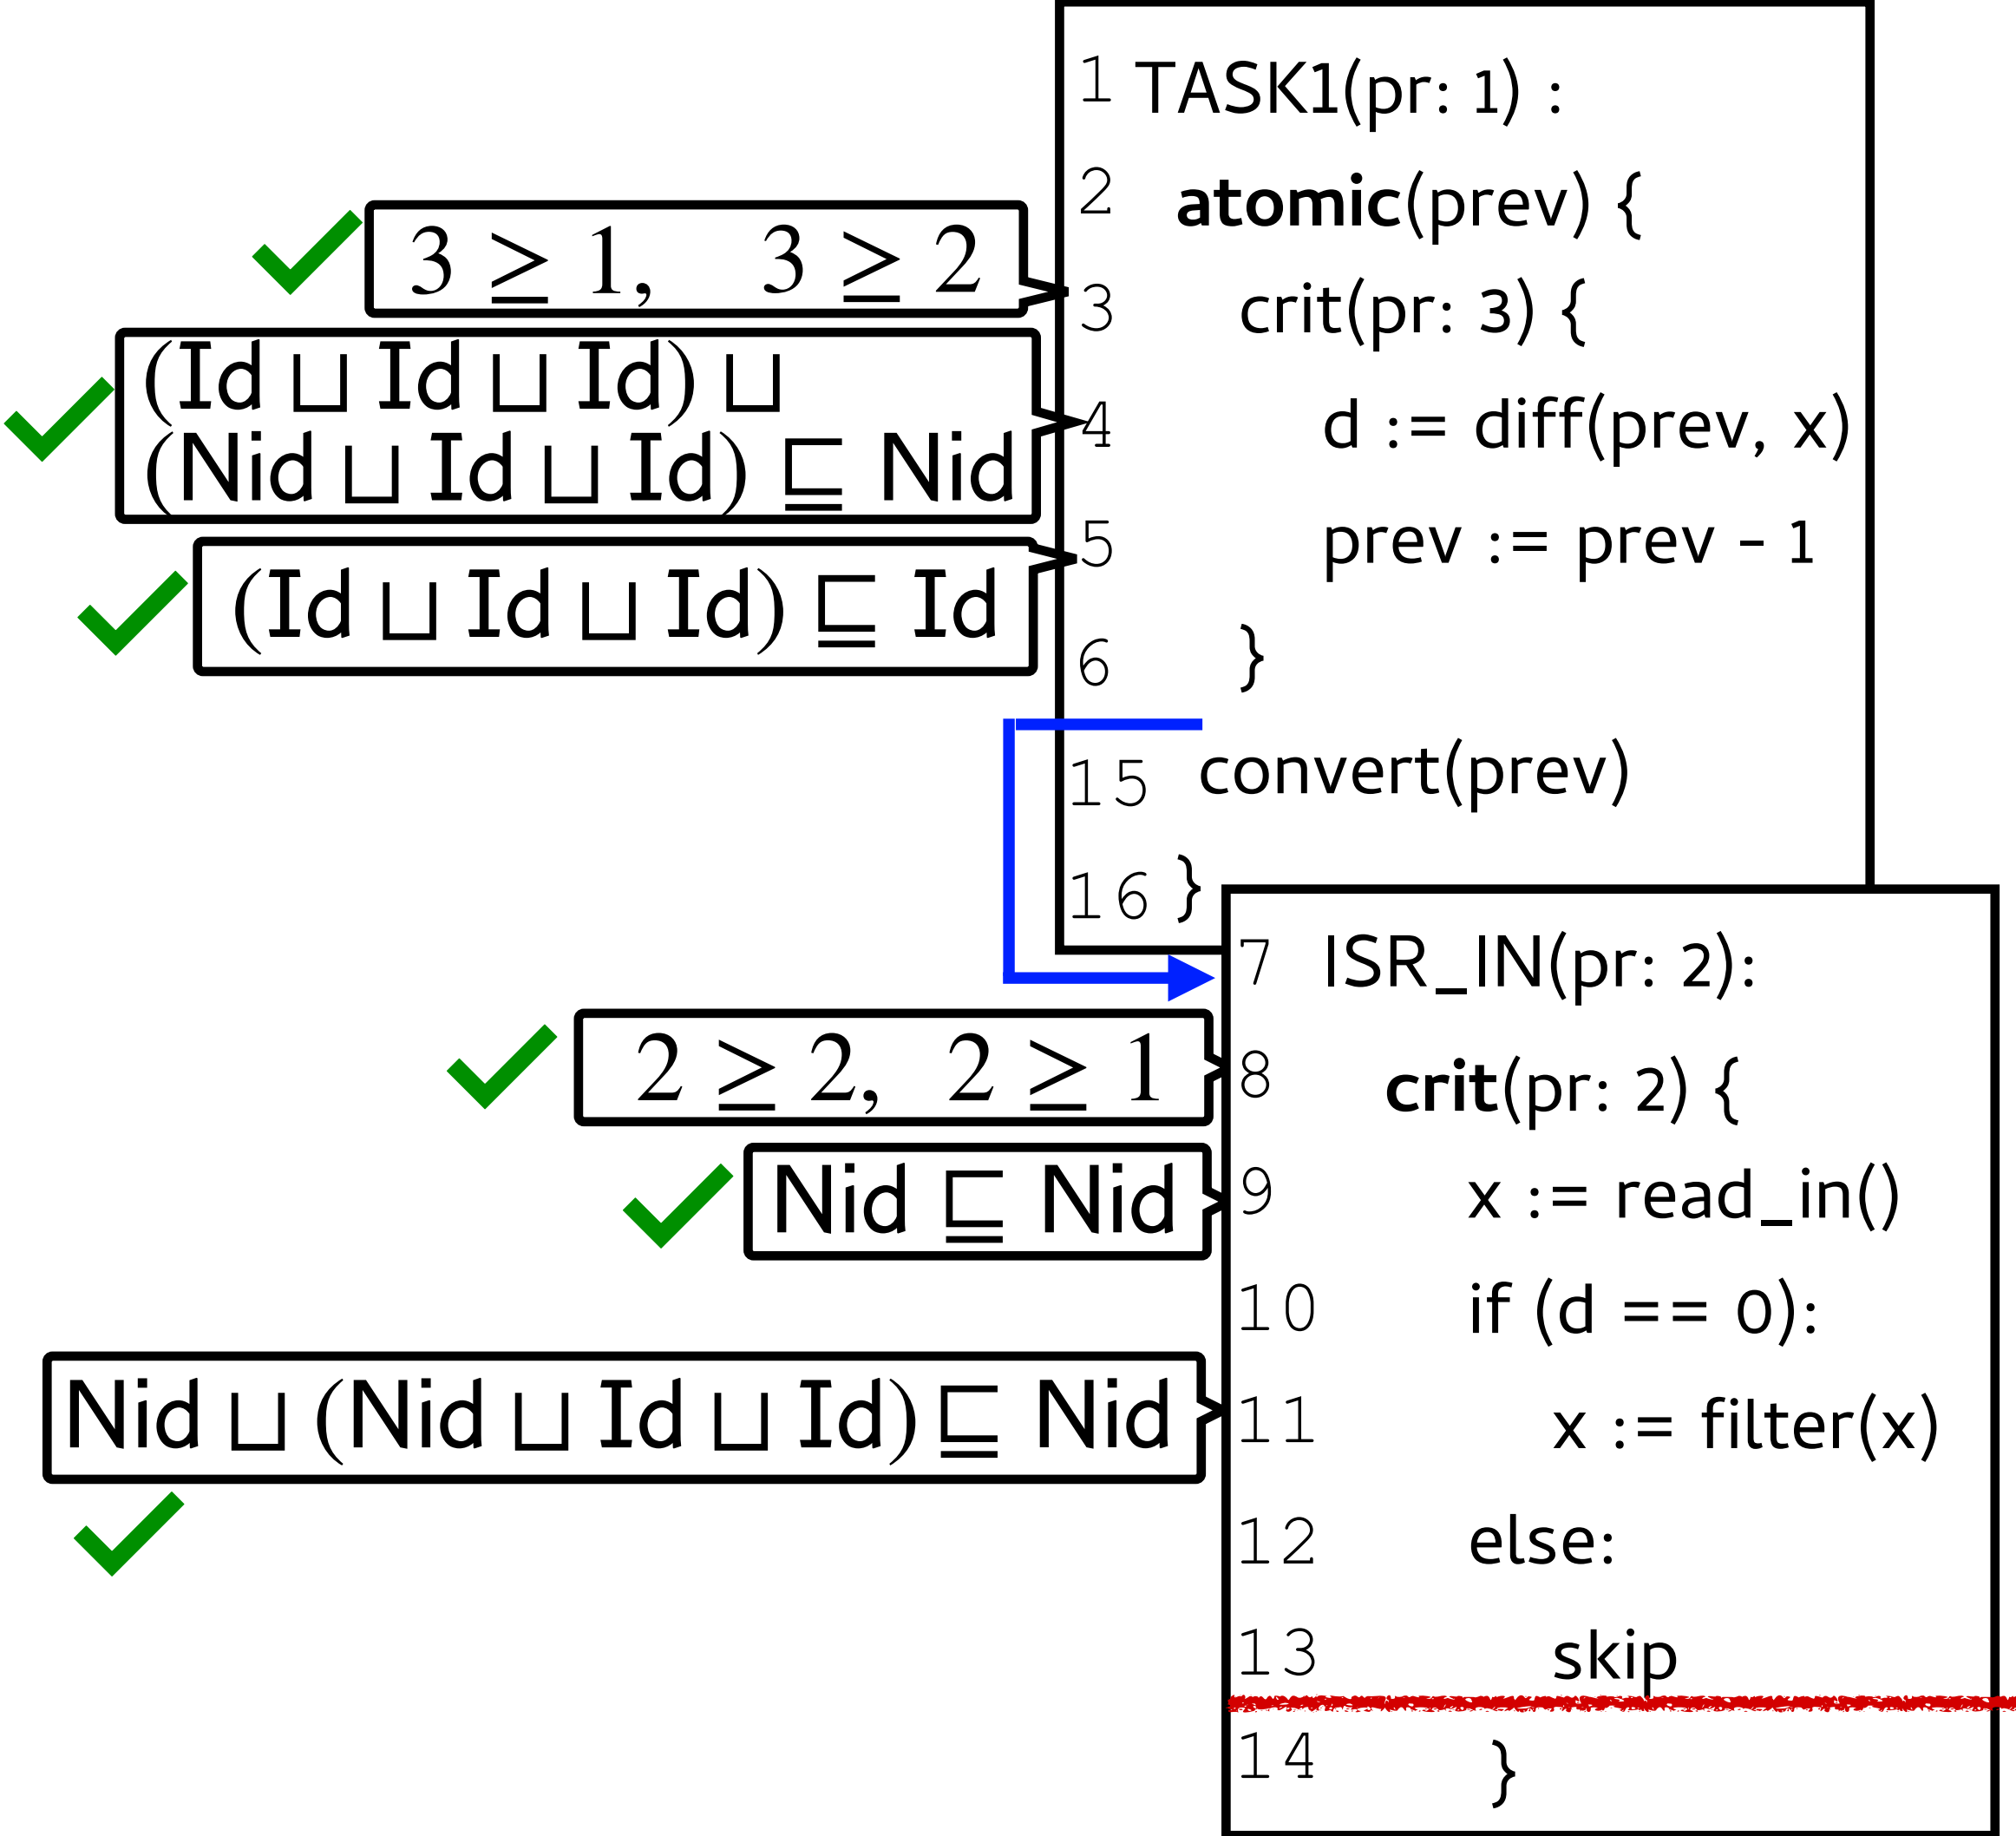 1 TASK1(pr: 1) :
2 atomic(prev) {
3 ≥ 1, 3 ≥ 2
3 crit(pr: 3) {
(Id ⊔ Id ⊔ Id) ⊔
(Nid ⊔ Id ⊔ Id) ⊑ Nid
4 d := diff(prev, x)
5 prev := prev - 1
(Id ⊔ Id ⊔ Id) ⊑ Id
6 }
15 convert(prev)
16 }
7 ISR_IN(pr: 2):
2 ≥ 2, 2 ≥ 1
8 crit(pr: 2) {
Nid ⊑ Nid
9 x := read_in()
10 if (d == 0):
Nid ⊔ (Nid ⊔ Id ⊔ Id) ⊑ Nid
11 x := filter(x)
12 else:
13 skip
14 }